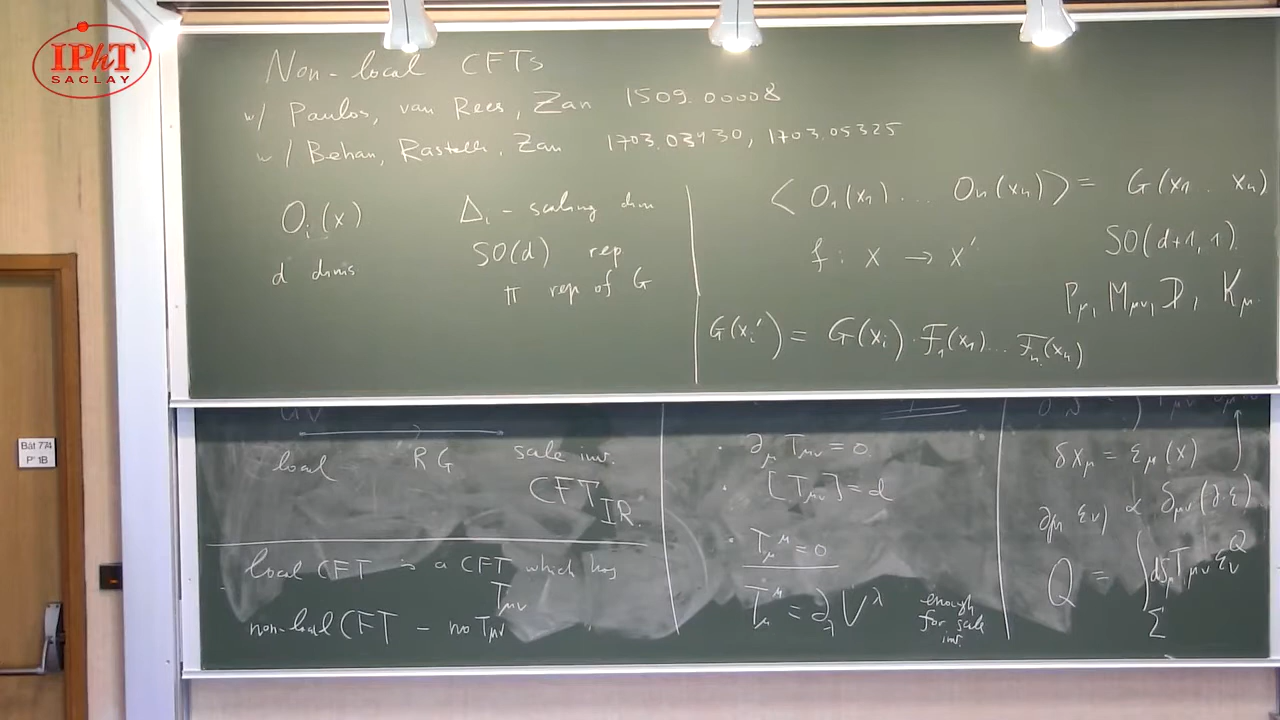 IPhT
SACLAY
Non-local CFTs
w/ Paulos, van Rees, Zan 1509.00008
w/ Behan, Rastelli, Zan 1703.03430, 1703.05325
O_i(x)
d dims
Δ_i - scaling dim
SO(d) rep
π rep of G
⟨O_1(x_1) .... O_n(x_n)⟩ = G(x_1 .. x_n)
f: x → x'
SO(d+1, 1).
P_μ, M_μν, D, K_μ.
G(x_i') = G(x_i) · F_1(x_1) ... F_n(x_n)
UV
local RG scale inv.
CFT_IR.
local CFT is a CFT which has
T_μν
non-local CFT – no T_μν
· ∂_μ T_μν = 0.
· [T_μν] = d
· T_μ^μ = 0
T_μ^μ = ∂_λ V^λ
enough
for scale
inv.
δx_μ = ε_μ(x)
∂_(μ ε_ν) ∝ δ_μν (∂·ε)
Q = ∫_Σ dS_μ T_μν ε_ν^Q
Bât 774
P 1B